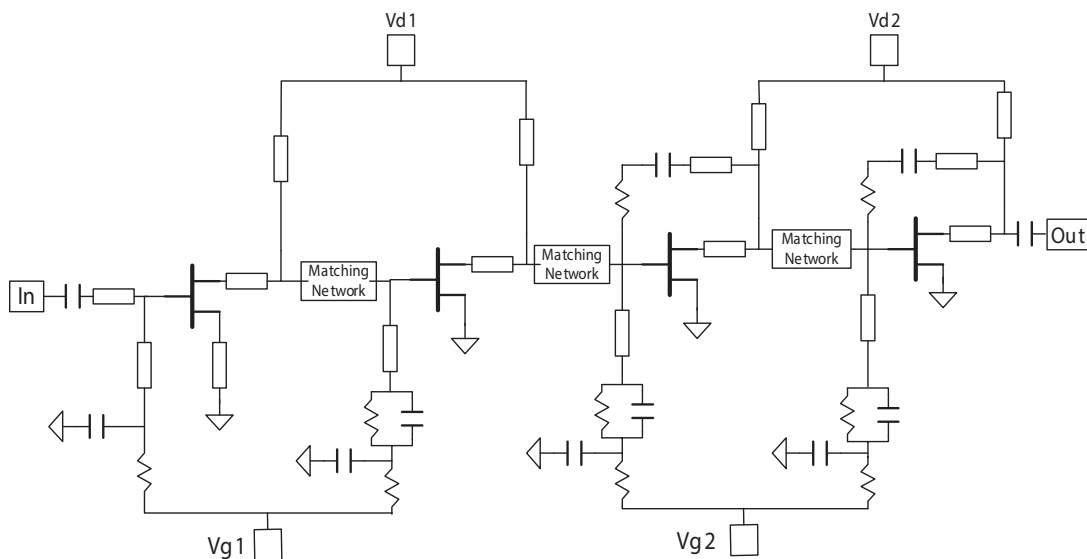 Vd1
Vd2
Out
Matching
Network
Matching
Network
Matching
Network
In
Vg1
Vg2